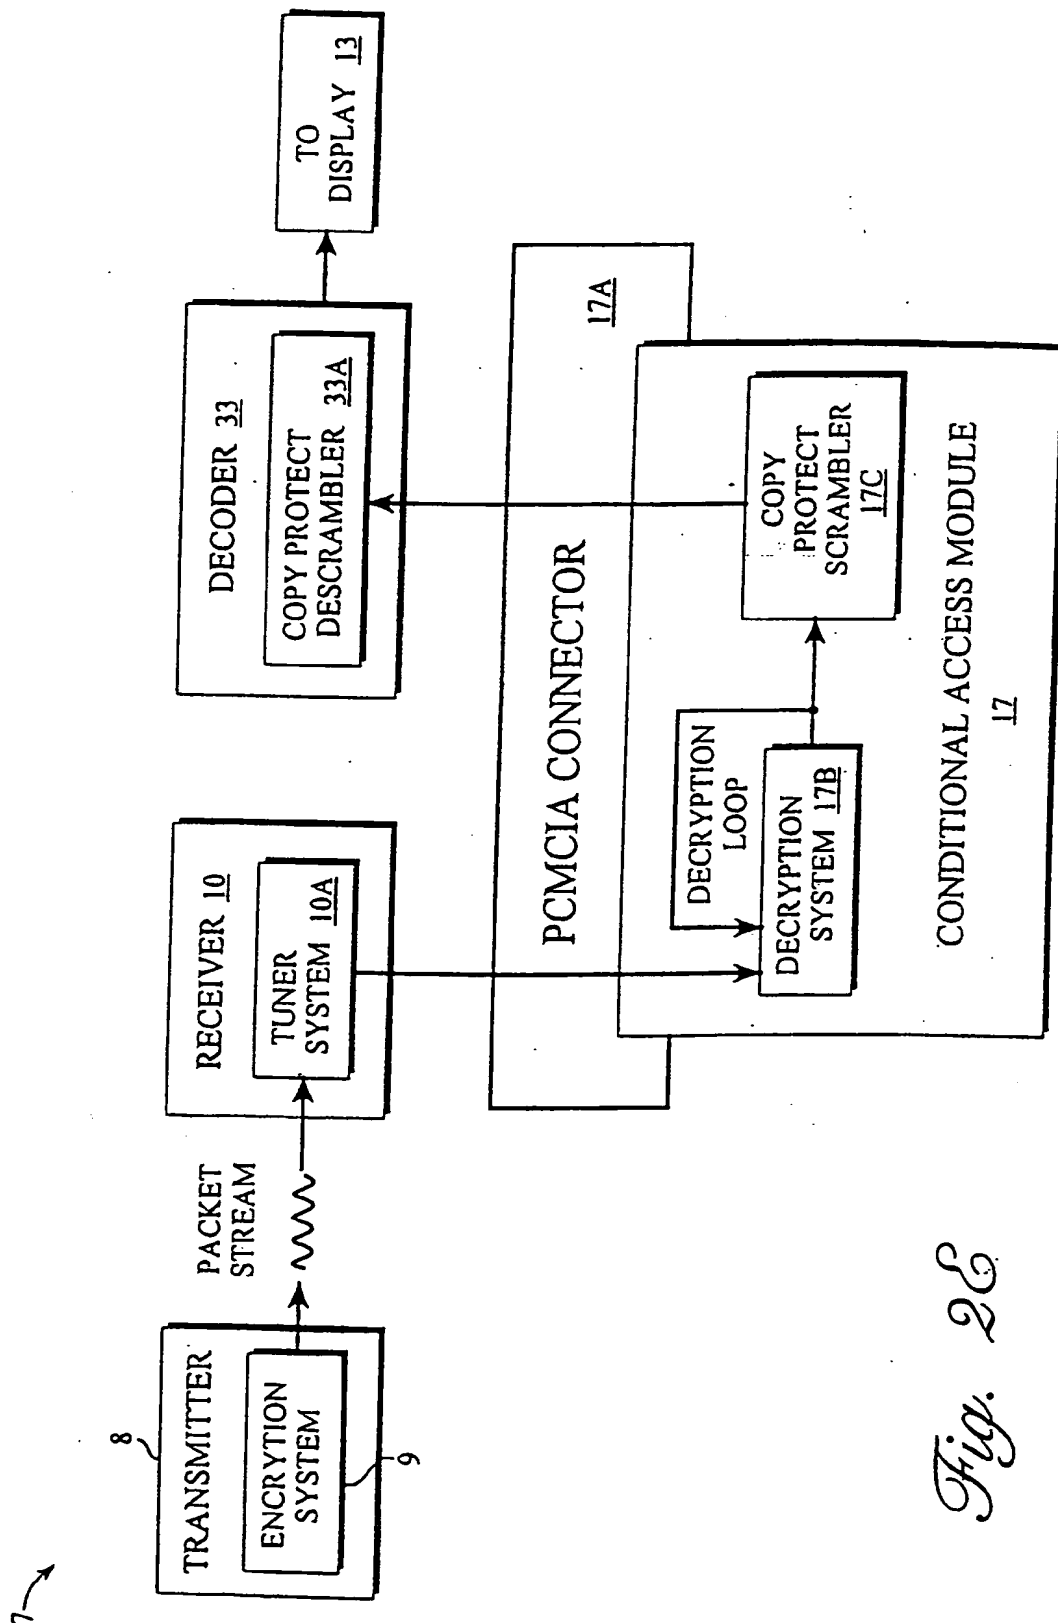 7
8
TRANSMITTER
ENCRYTION
SYSTEM
9
PACKET
STREAM
RECEIVER 10
TUNER
SYSTEM 10A
DECODER 33
COPY PROTECT
DESCRAMBLER 33A
TO
DISPLAY 13
PCMCIA CONNECTOR
17A
DECRYPTION
LOOP
DECRYPTION
SYSTEM 17B
COPY
PROTECT
SCRAMBLER
17C
CONDITIONAL ACCESS MODULE
17
Fig. 2E